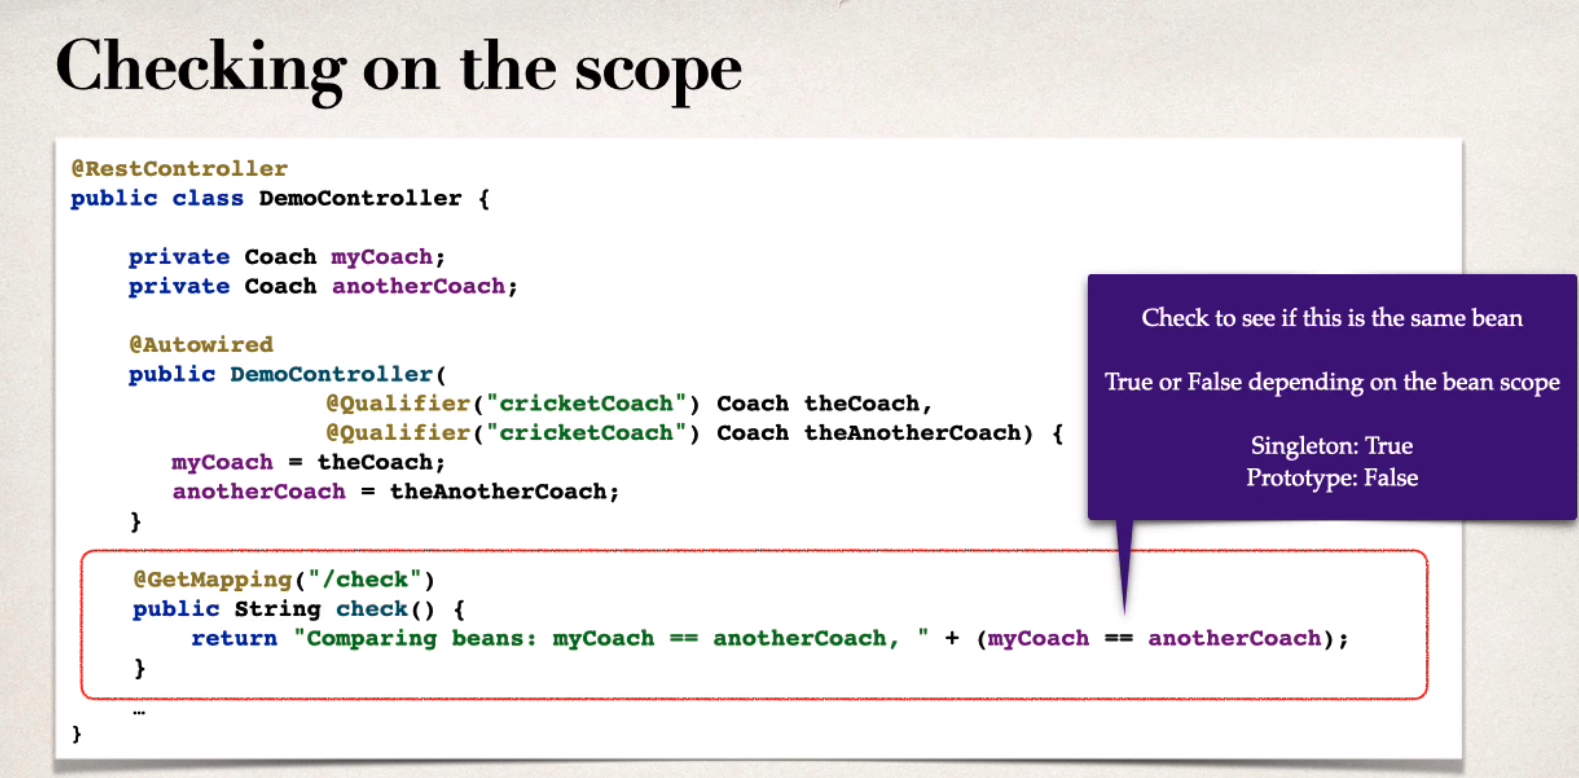 Checking on the scope
@RestController
public class DemoController {
private Coach myCoach;
private Coach anotherCoach;
@Autowired
public DemoController(
@Qualifier("cricketCoach") Coach theCoach,
@Qualifier("cricketCoach") Coach theAnotherCoach) {
myCoach = theCoach;
anotherCoach = theAnotherCoach;
}
@GetMapping("/check")
public String check() {
return "Comparing beans: myCoach == anotherCoach, " + (myCoach == anotherCoach);
}
…
}
Check to see if this is the same bean
True or False depending on the bean scope
Singleton: True
Prototype: False